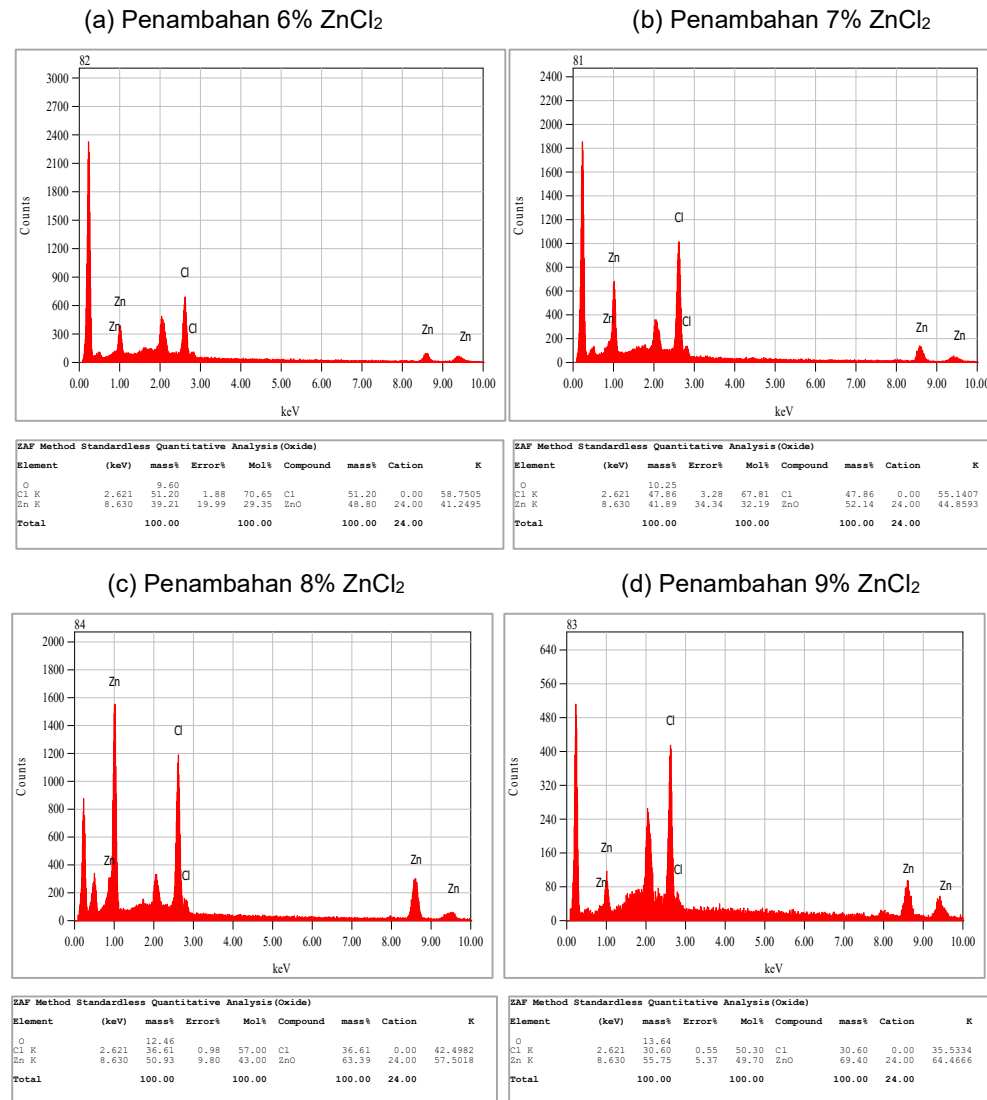 (a) Penambahan 6% ZnCl₂
(b) Penambahan 7% ZnCl₂
82
3000
2700
2400
2100
1800
1500
1200
900
600
300
0
Counts
Cl
Zn
Zn
Cl
Zn
Zn
0.00 1.00 2.00 3.00 4.00 5.00 6.00 7.00 8.00 9.00 10.00
keV
81
2400
2200
2000
1800
1600
1400
1200
1000
800
600
400
200
0
Counts
Cl
Zn
Zn
Cl
Zn
Zn
0.00 1.00 2.00 3.00 4.00 5.00 6.00 7.00 8.00 9.00 10.00
keV
ZAF Method Standardless Quantitative Analysis(Oxide)
Element (keV) mass% Error% Mol% Compound mass% Cation K
O 9.60
Cl K 2.621 51.20 1.88 70.65 Cl 51.20 0.00 58.7505
Zn K 8.630 39.21 19.99 29.35 ZnO 48.80 24.00 41.2495
Total 100.00 100.00 100.00 24.00
ZAF Method Standardless Quantitative Analysis(Oxide)
Element (keV) mass% Error% Mol% Compound mass% Cation K
O 10.25
Cl K 2.621 47.86 3.28 67.81 Cl 47.86 0.00 55.1407
Zn K 8.630 41.89 34.34 32.19 ZnO 52.14 24.00 44.8593
Total 100.00 100.00 100.00 24.00
(c) Penambahan 8% ZnCl₂
(d) Penambahan 9% ZnCl₂
84
2000
1800
1600
1400
1200
1000
800
600
400
200
0
Counts
Zn
Cl
Zn
Cl
Zn
Zn
0.00 1.00 2.00 3.00 4.00 5.00 6.00 7.00 8.00 9.00 10.00
keV
83
640
560
480
400
320
240
160
80
0
Counts
Cl
Zn
Zn
Cl
Zn
Zn
0.00 1.00 2.00 3.00 4.00 5.00 6.00 7.00 8.00 9.00 10.00
keV
ZAF Method Standardless Quantitative Analysis(Oxide)
Element (keV) mass% Error% Mol% Compound mass% Cation K
O 12.46
Cl K 2.621 36.61 0.98 57.00 Cl 36.61 0.00 42.4982
Zn K 8.630 50.93 9.80 43.00 ZnO 63.39 24.00 57.5018
Total 100.00 100.00 100.00 24.00
ZAF Method Standardless Quantitative Analysis(Oxide)
Element (keV) mass% Error% Mol% Compound mass% Cation K
O 13.64
Cl K 2.621 30.60 0.55 50.30 Cl 30.60 0.00 35.5334
Zn K 8.630 55.75 5.37 49.70 ZnO 69.40 24.00 64.4666
Total 100.00 100.00 100.00 24.00